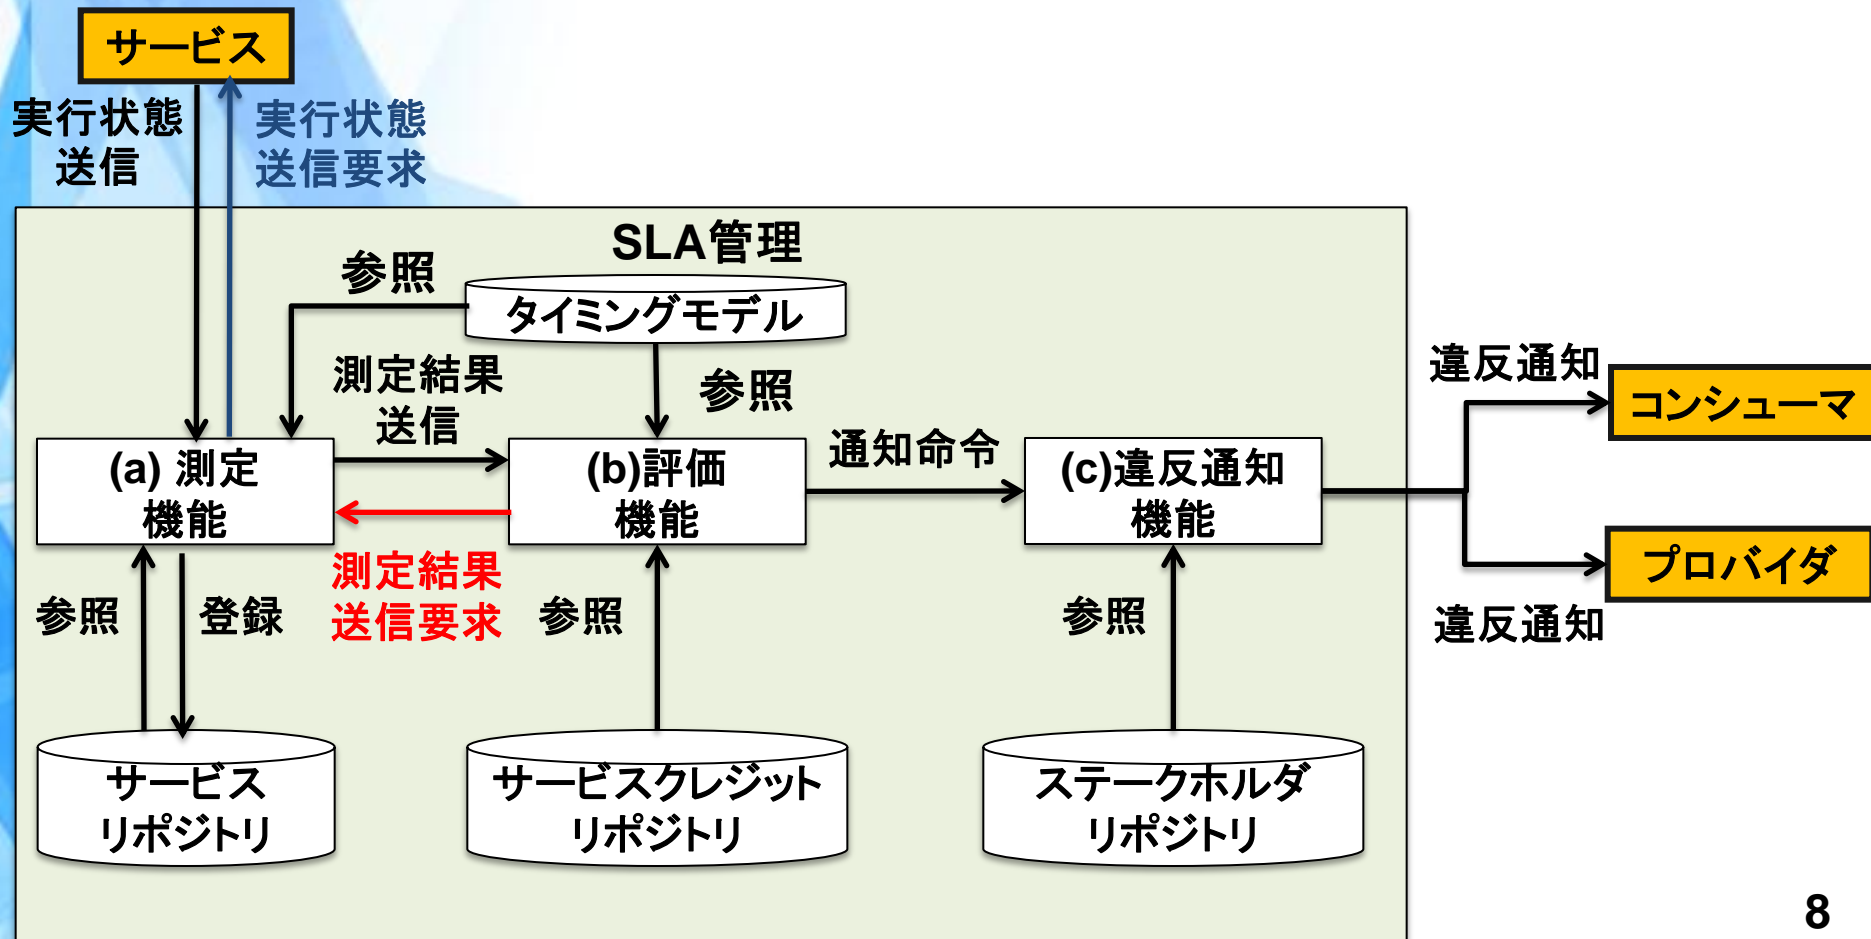 サービス
実行状態
送信
実行状態
送信要求
SLA管理
参照
タイミングモデル
測定結果
送信
参照
違反通知
コンシューマ
(a) 測定
機能
(b)評価
機能
通知命令
(c)違反通知
機能
測定結果
送信要求
プロバイダ
違反通知
参照
登録
参照
参照
サービス
リポジトリ
サービスクレジット
リポジトリ
ステークホルダ
リポジトリ
8